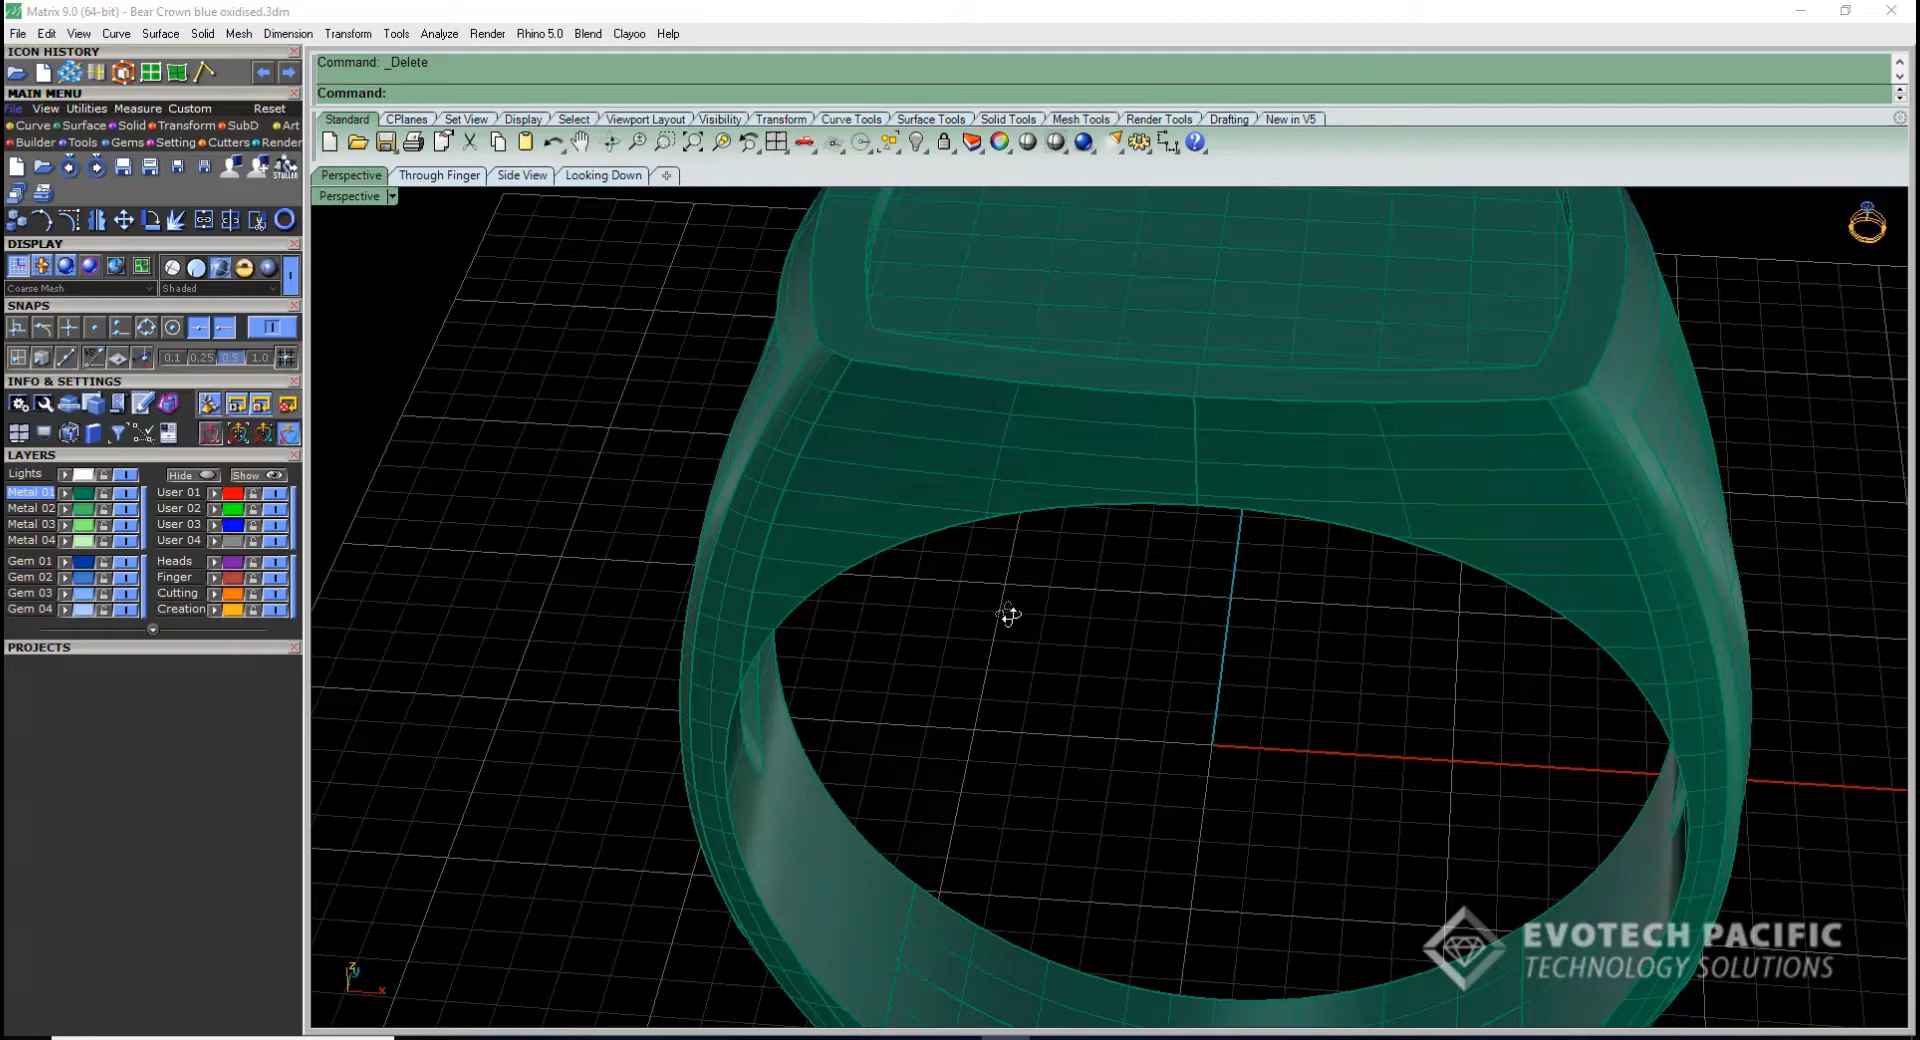 Matrix 9.0 (64-bit) - Bear Crown blue oxidised.3dm
File Edit View Curve Surface Solid Mesh Dimension Transform Tools Analyze Render Rhino 5.0 Blend Clayoo Help
ICON HISTORY
Command: _Delete
Command:
MAIN MENU
File View Utilities Measure Custom Reset
Curve Surface Solid Transform SubD Art
Builder Tools Gems Setting Cutters Render
STULLER
Standard CPlanes Set View Display Select Viewport Layout Visibility Transform Curve Tools Surface Tools Solid Tools Mesh Tools Render Tools Drafting New in V5
Perspective Through Finger Side View Looking Down
Perspective
DISPLAY
Coarse Mesh Shaded
SNAPS
0.1 0.25 0.5 1.0
INFO & SETTINGS
LAYERS
Lights Hide Show
Metal 01 User 01
Metal 02 User 02
Metal 03 User 03
Metal 04 User 04
Gem 01 Heads
Gem 02 Finger
Gem 03 Cutting
Gem 04 Creation
PROJECTS
z
y
x
EVOTECH PACIFIC
TECHNOLOGY SOLUTIONS